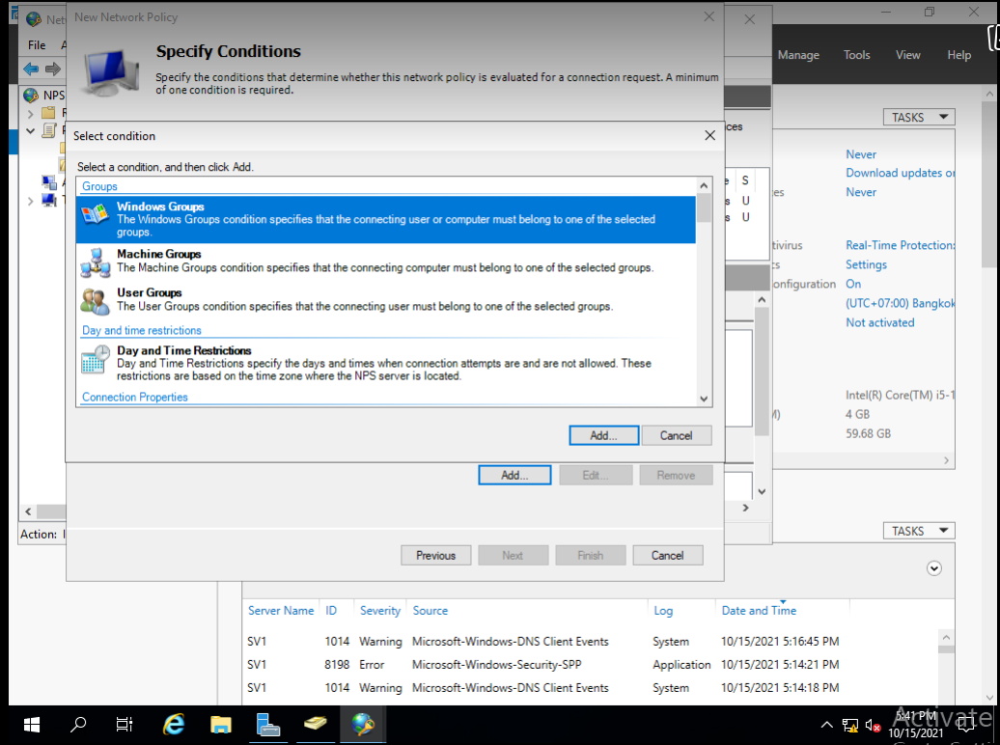 Net
New Network Policy
File
A
Manage
Tools
View
Help
Specify Conditions
Specify the conditions that determine whether this network policy is evaluated for a connection request. A minimum
of one condition is required.
NPS
Select condition
Select a condition, and then click Add.
Groups
Windows Groups
The Windows Groups condition specifies that the connecting user or computer must belong to one of the selected
groups.
Machine Groups
The Machine Groups condition specifies that the connecting computer must belong to one of the selected groups.
User Groups
The User Groups condition specifies that the connecting user must belong to one of the selected groups.
Day and time restrictions
Day and Time Restrictions
Day and Time Restrictions specify the days and times when connection attempts are and are not allowed. These
restrictions are based on the time zone where the NPS server is located.
Connection Properties
Add...
Cancel
Add...
Edit...
Remove
Previous
Next
Finish
Cancel
Action:
ices
e S
s U
s U
TASKS
Never
Download updates or
es
Never
tivirus
Real-Time Protection:
cs
Settings
onfiguration
On
(UTC+07:00) Bangkok
Not activated
Intel(R) Core(TM) i5-1
M)
4 GB
59.68 GB
TASKS
Server Name
ID
Severity
Source
Log
Date and Time
SV1 1014 Warning Microsoft-Windows-DNS Client Events System 10/15/2021 5:16:45 PM
SV1 8198 Error Microsoft-Windows-Security-SPP Application 10/15/2021 5:14:21 PM
SV1 1014 Warning Microsoft-Windows-DNS Client Events System 10/15/2021 5:14:18 PM
Activate
5:41 PM
10/15/2021